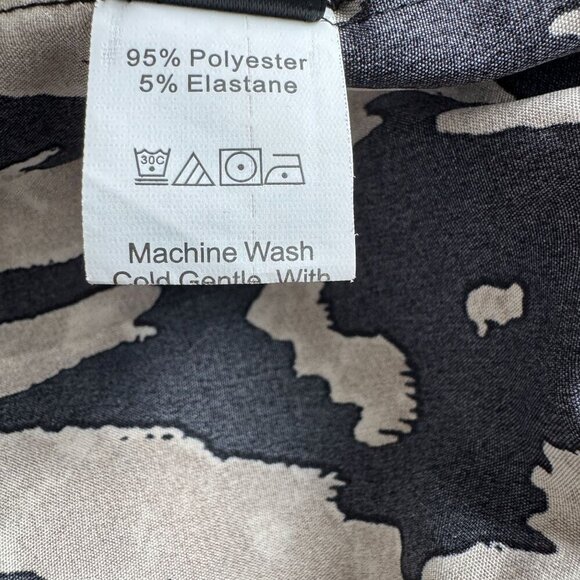 95% Polyester
5% Elastane
30C
Machine Wash
Cold Gentle, With